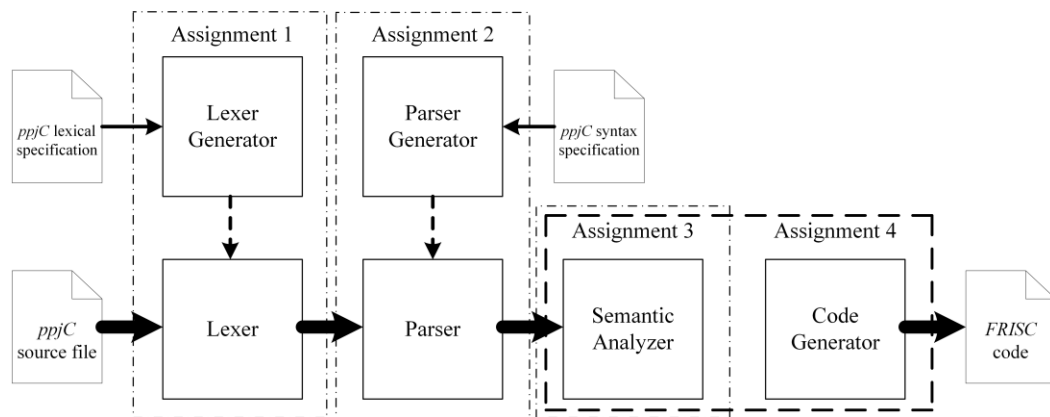 Assignment 1
Assignment 2
ppjC lexical
specification
Lexer
Generator
Parser
Generator
ppjC syntax
specification
Assignment 3
Assignment 4
ppjC
source file
Lexer
Parser
Semantic
Analyzer
Code
Generator
FRISC
code